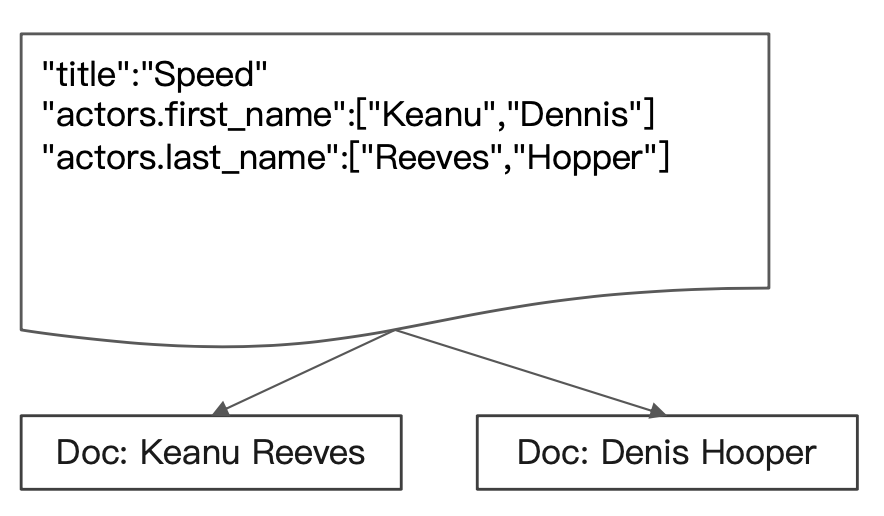 "title":"Speed"
"actors.first_name":["Keanu","Dennis"]
"actors.last_name":["Reeves","Hopper"]
Doc: Keanu Reeves
Doc: Denis Hooper